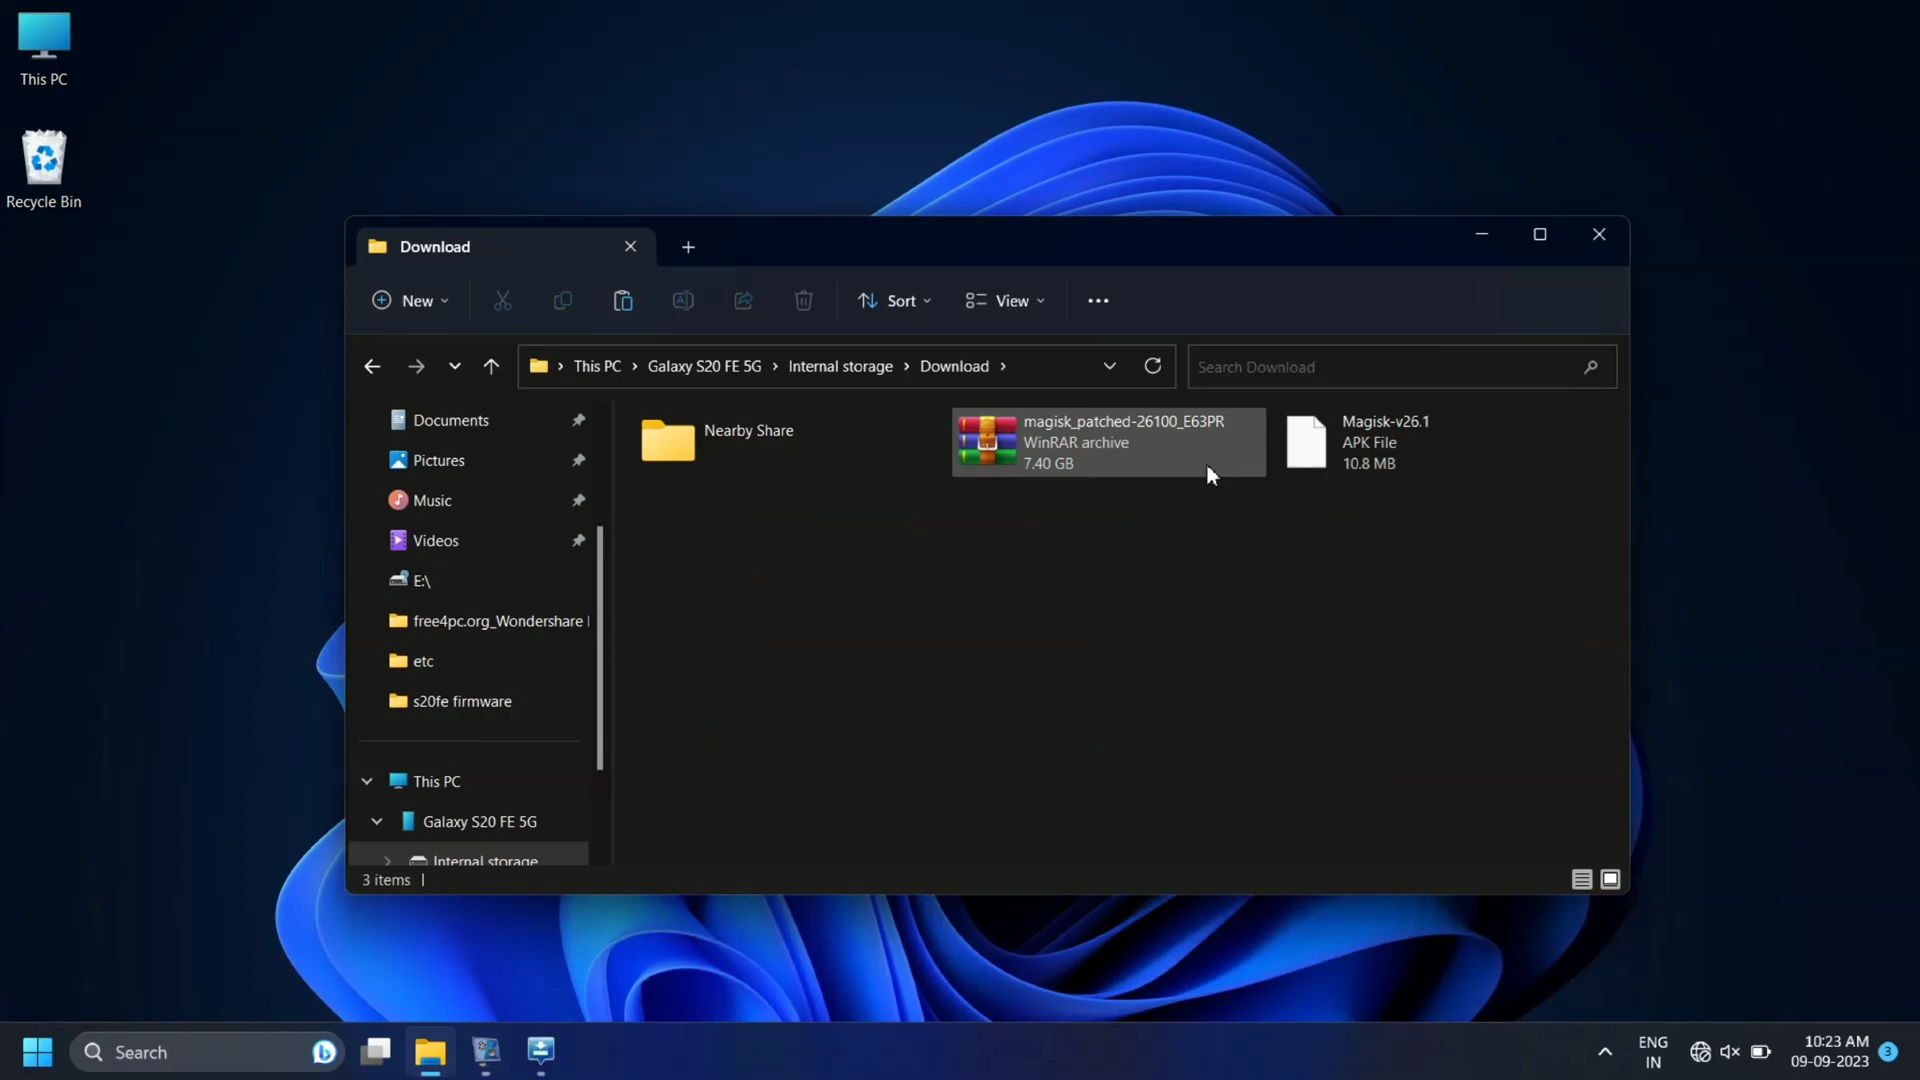 This PC
Recycle Bin
Download
New
Sort
View
This PC
Galaxy S20 FE 5G
Internal storage
Download
Search Download
Documents
Pictures
Music
Videos
E:\
free4pc.org_Wondershare
etc
s20fe firmware
This PC
Galaxy S20 FE 5G
Internal storage
Nearby Share
magisk_patched-26100_E63PR
WinRAR archive
7.40 GB
Magisk-v26.1
APK File
10.8 MB
3 items
Search
ENG
IN
10:23 AM
09-09-2023
3